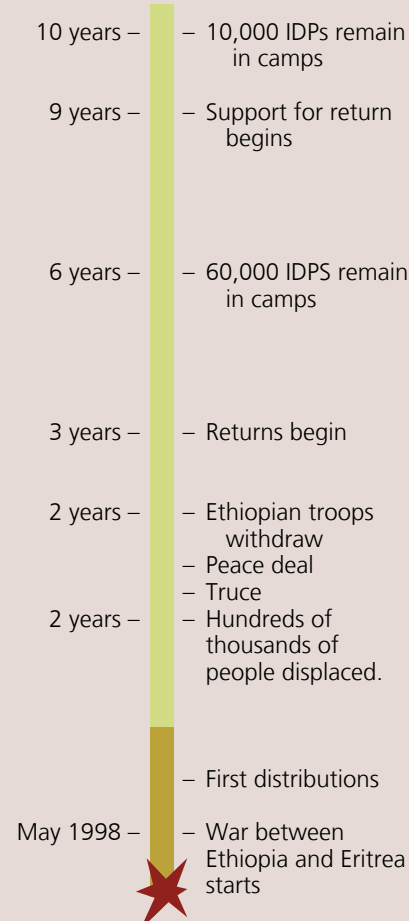 10 years – – 10,000 IDPs remain
in camps
9 years – – Support for return
begins
6 years – – 60,000 IDPS remain
in camps
3 years – – Returns begin
2 years – – Ethiopian troops
withdraw
– Peace deal
– Truce
2 years – – Hundreds of
thousands of
people displaced.
– First distributions
May 1998 – – War between
Ethiopia and Eritrea
starts